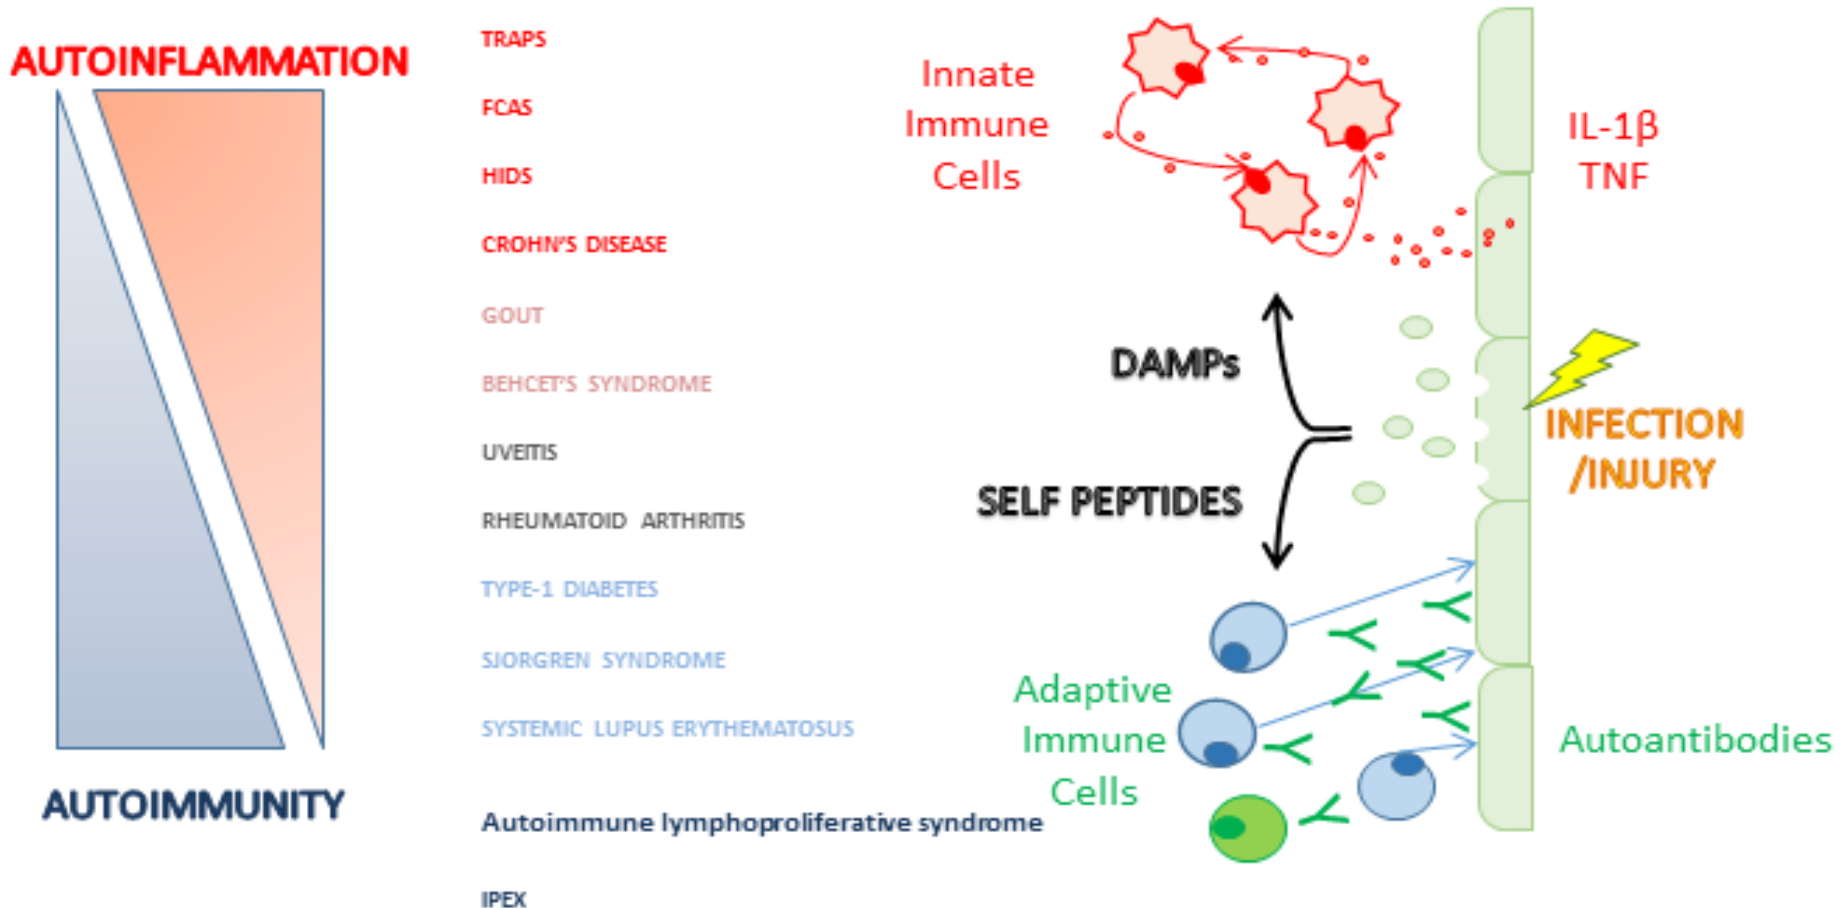 AUTOINFLAMMATION
AUTOIMMUNITY
TRAPS
FCAS
HIDS
CROHN'S DISEASE
GOUT
BEHCET'S SYNDROME
UVEITIS
RHEUMATOID ARTHRITIS
TYPE-1 DIABETES
SJORGREN SYNDROME
SYSTEMIC LUPUS ERYTHEMATOSUS
Autoimmune lymphoproliferative syndrome
IPEX
Innate
Immune
Cells
IL-1β
TNF
DAMPs
SELF PEPTIDES
INFECTION
/INJURY
Adaptive
Immune
Cells
Autoantibodies